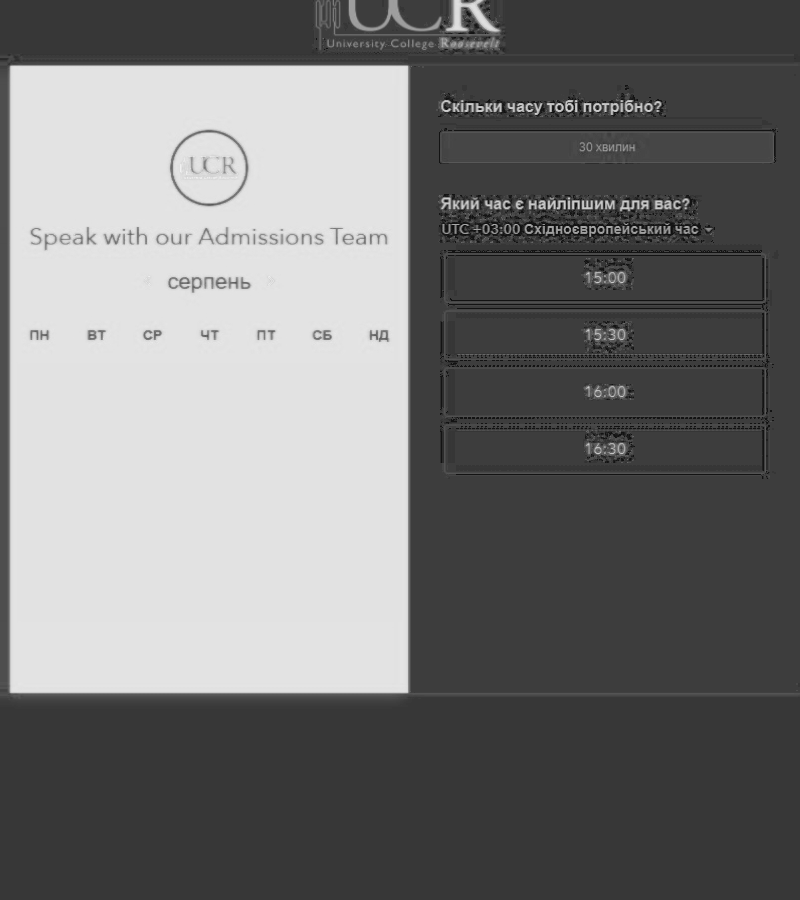 UCR
University College Roosevelt
UCR
Speak with our Admissions Team
серпень
ПН ВТ СР ЧТ ПТ СБ НД
Скільки часу тобі потрібно?
30 хвилин
Який час є найліпшим для вас?
UTC +03:00 Східноєвропейський час
15:00
15:30
16:00
16:30